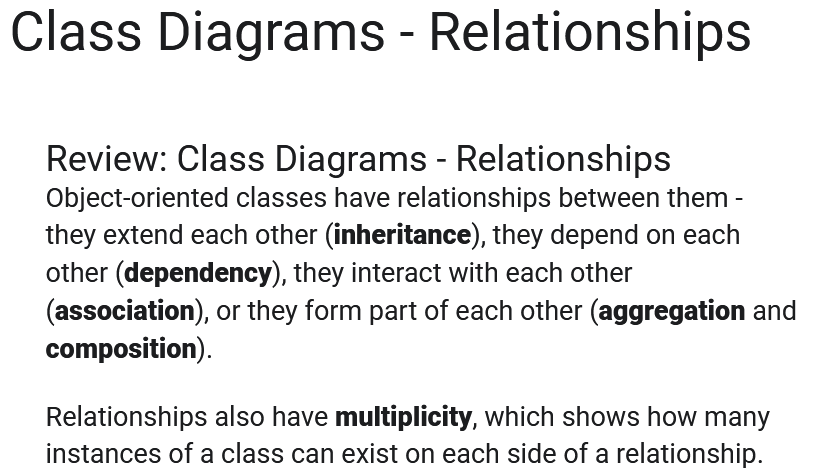 Class Diagrams - Relationships
Review: Class Diagrams - Relationships
Object-oriented classes have relationships between them -
they extend each other (inheritance), they depend on each
other (dependency), they interact with each other
(association), or they form part of each other (aggregation and
composition).
Relationships also have multiplicity, which shows how many
instances of a class can exist on each side of a relationship.